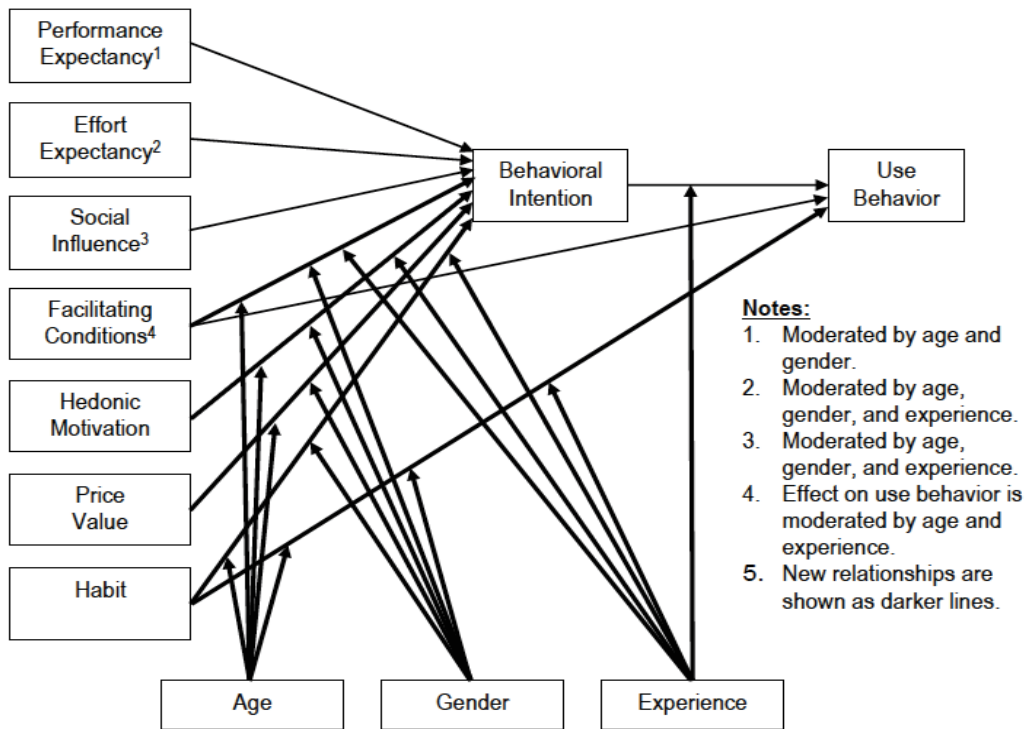 Performance
Expectancy1
Effort
Expectancy2
Social
Influence3
Facilitating
Conditions4
Hedonic
Motivation
Price
Value
Habit
Behavioral
Intention
Use
Behavior
Notes:
1. Moderated by age and
gender.
2. Moderated by age,
gender, and experience.
3. Moderated by age,
gender, and experience.
4. Effect on use behavior is
moderated by age and
experience.
5. New relationships are
shown as darker lines.
Age
Gender
Experience